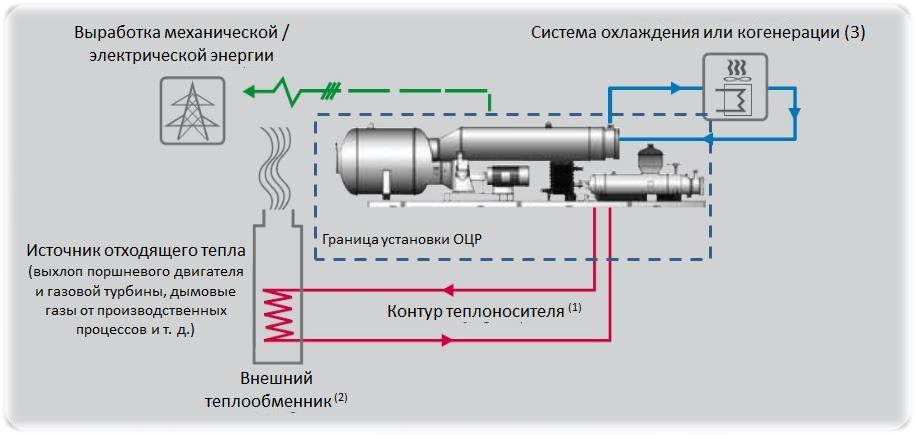 Выработка механической /
электрической энергии
Система охлаждения или когенерации (3)
Граница установки ОЦР
Источник отходящего тепла
(выхлоп поршневого двигателя
и газовой турбины, дымовые
газы от производственных
процессов и т. д.)
Контур теплоносителя (1)
Внешний
теплообменник (2)